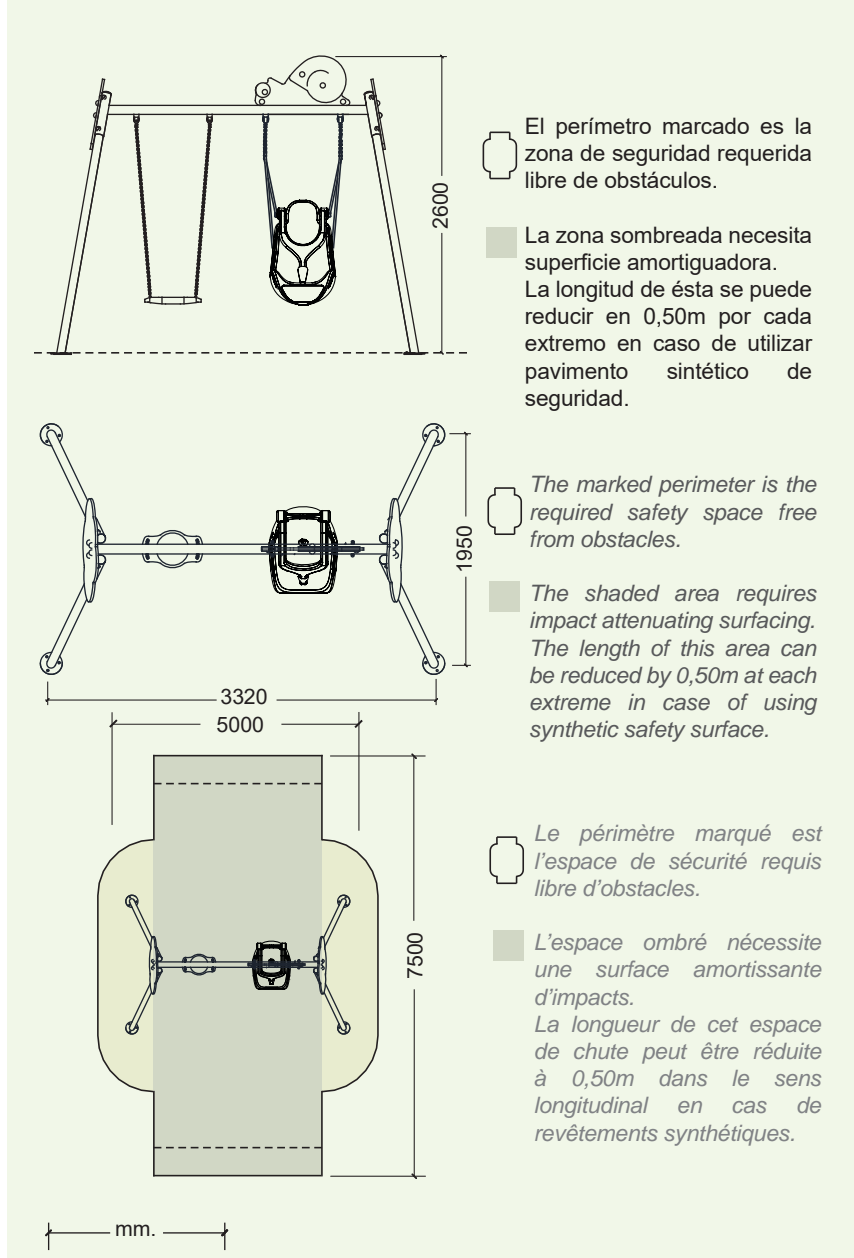 2600
El perímetro marcado es la
zona de seguridad requerida
libre de obstáculos.
La zona sombreada necesita
superficie amortiguadora.
La longitud de ésta se puede
reducir en 0,50m por cada
extremo en caso de utilizar
pavimento sintético de
seguridad.
1950
3320
The marked perimeter is the
required safety space free
from obstacles.
The shaded area requires
impact attenuating surfacing.
The length of this area can
be reduced by 0,50m at each
extreme in case of using
synthetic safety surface.
5000
7500
Le périmètre marqué est
l’espace de sécurité requis
libre d’obstacles.
L’espace ombré nécessite
une surface amortissante
d’impacts.
La longueur de cet espace
de chute peut être réduite
à 0,50m dans le sens
longitudinal en cas de
revêtements synthétiques.
mm.